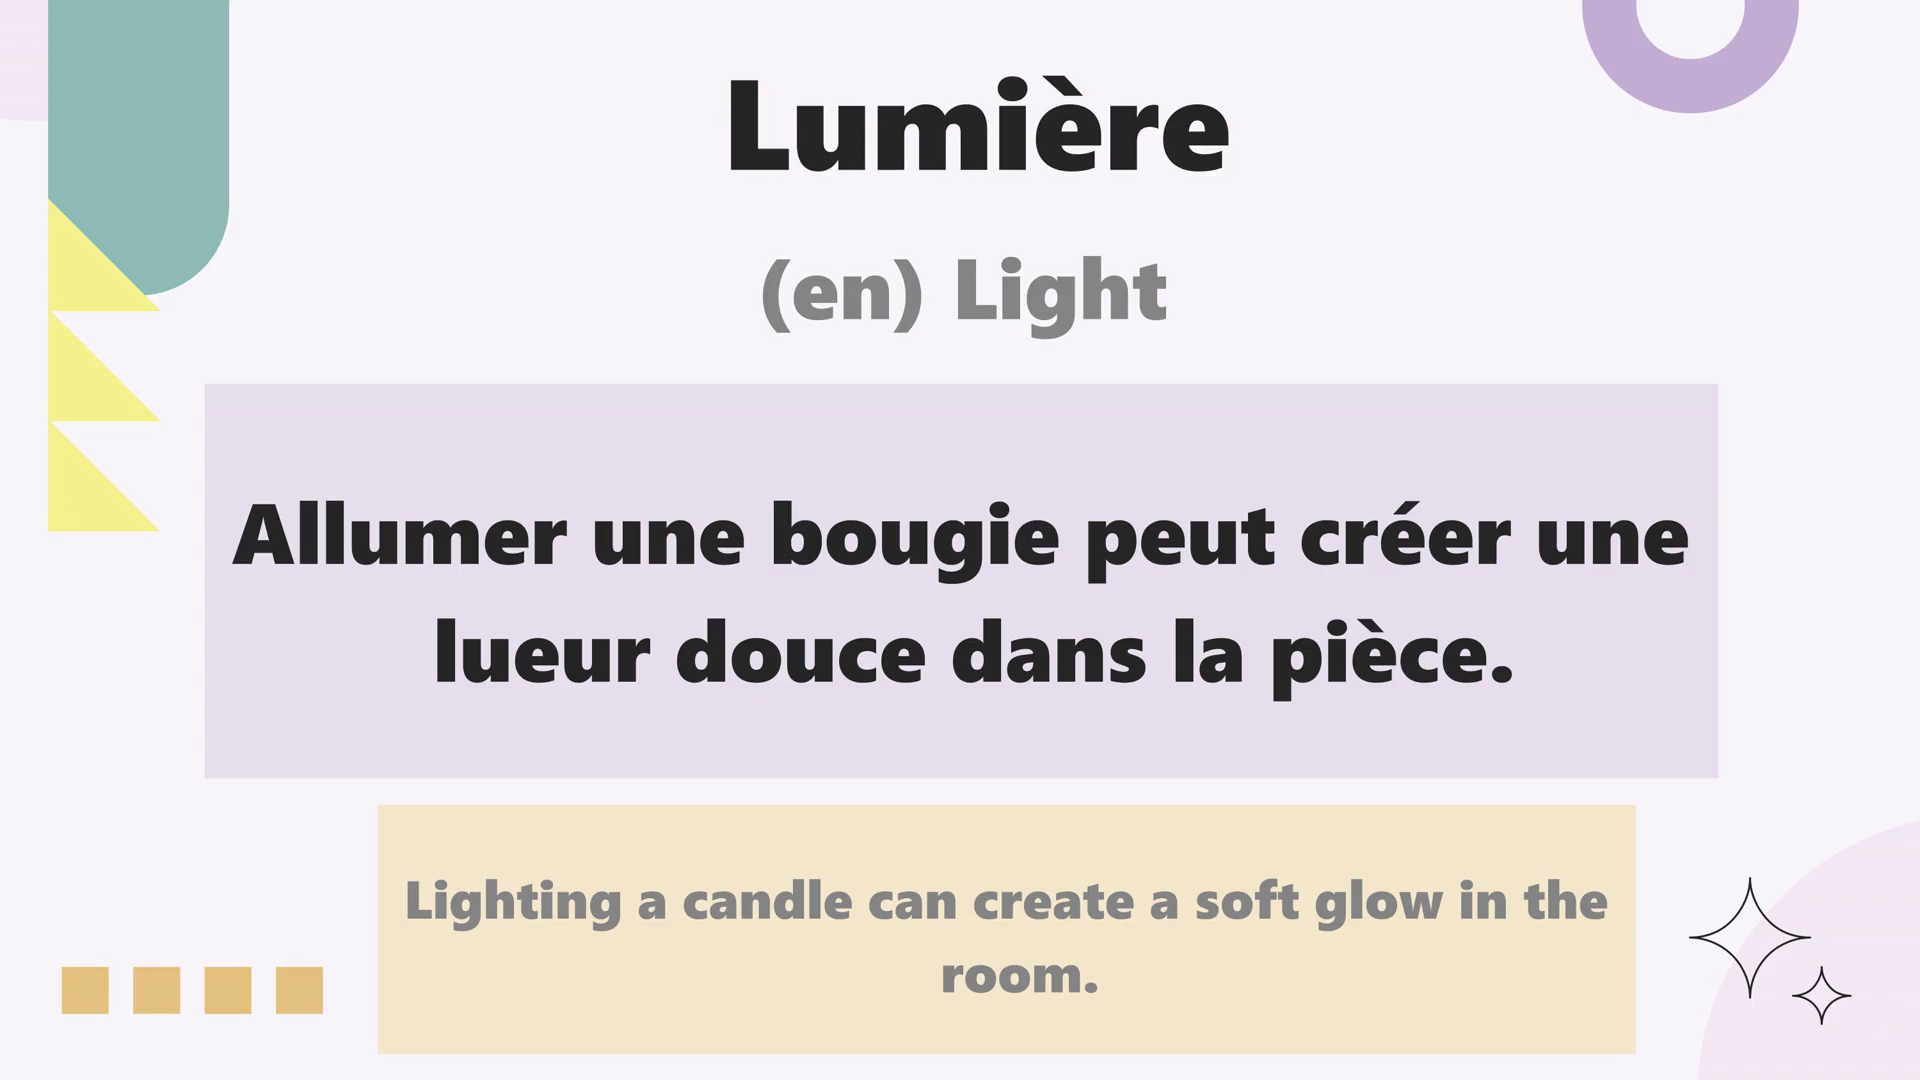 Lumière
(en) Light
Allumer une bougie peut créer une
lueur douce dans la pièce.
Lighting a candle can create a soft glow in the
room.